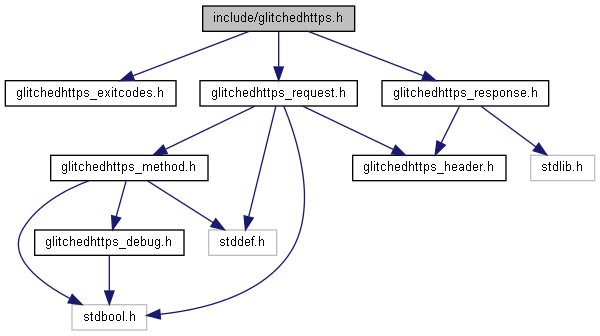 include/glitchedhttps.h
glitchedhttps_exitcodes.h
glitchedhttps_request.h
glitchedhttps_response.h
glitchedhttps_method.h
glitchedhttps_header.h
stdlib.h
glitchedhttps_debug.h
stddef.h
stdbool.h